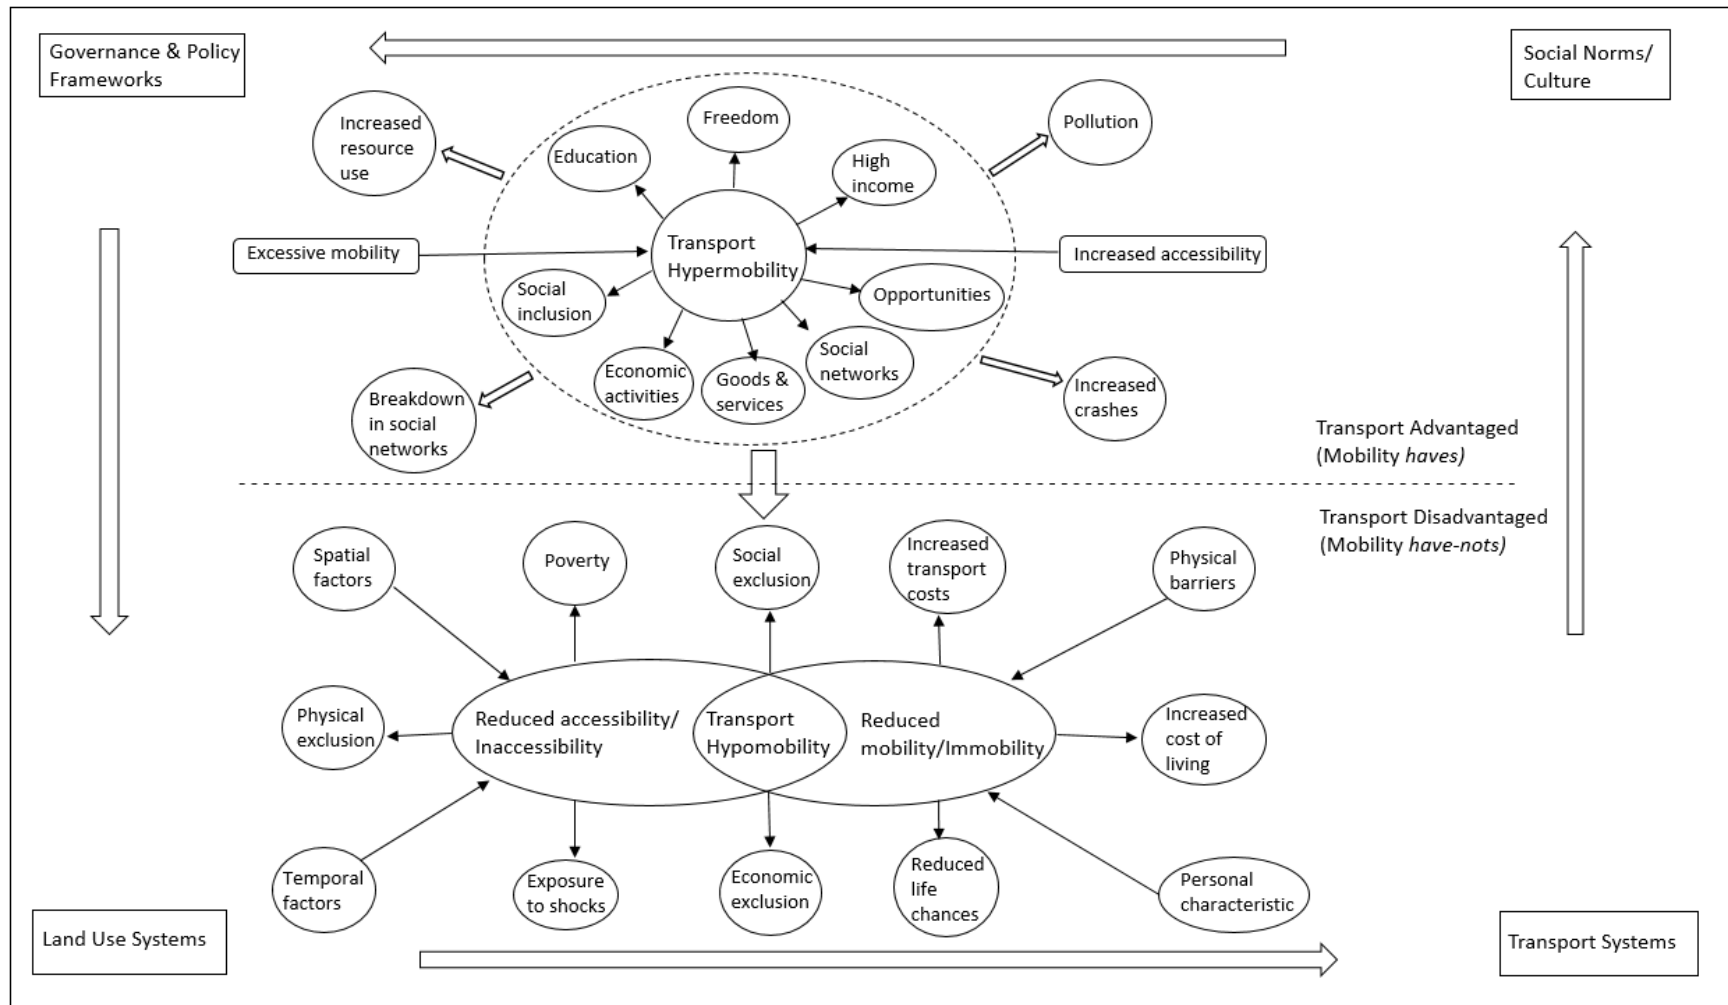 Governance & Policy
Frameworks
Social Norms/
Culture
Increased
resource
use
Education
Freedom
High
income
Pollution
Excessive mobility
Transport
Hypermobility
Increased accessibility
Social
inclusion
Opportunities
Economic
activities
Goods &
services
Social
networks
Breakdown
in social
networks
Increased
crashes
Transport Advantaged
(Mobility haves)
Transport Disadvantaged
(Mobility have-nots)
Spatial
factors
Poverty
Social
exclusion
Increased
transport
costs
Physical
barriers
Physical
exclusion
Reduced accessibility/
Inaccessibility
Transport
Hypomobility
Reduced
mobility/Immobility
Increased
cost of
living
Temporal
factors
Exposure
to shocks
Economic
exclusion
Reduced
life
chances
Personal
characteristic
Land Use Systems
Transport Systems